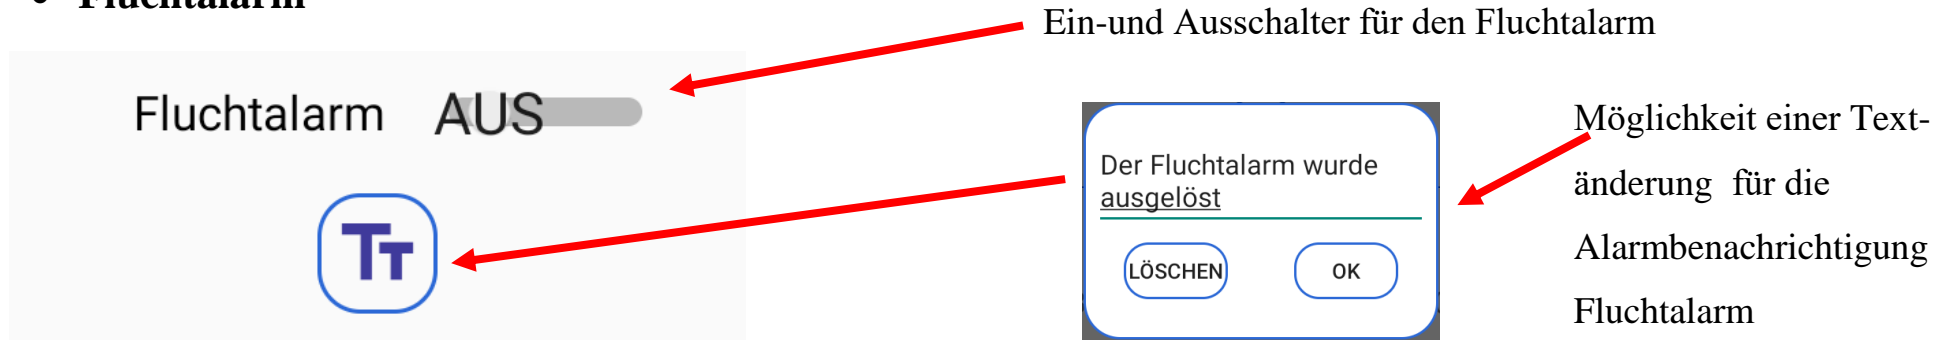 • Fluchtalarm
Ein-und Ausschalter für den Fluchtalarm
Fluchtalarm AUS
TT
Der Fluchtalarm wurde
ausgelöst
LÖSCHEN OK
Möglichkeit einer Text-
änderung für die
Alarmbenachrichtigung
Fluchtalarm